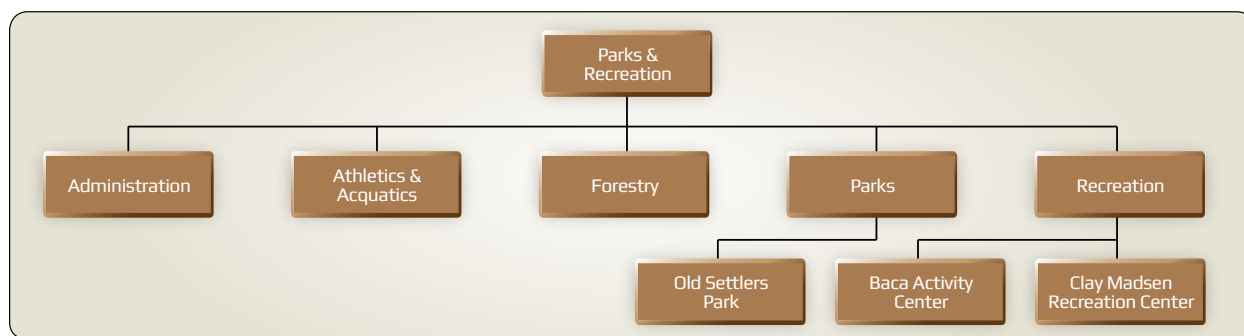 Parks &
Recreation
Administration
Athletics &
Acquatics
Forestry
Parks
Recreation
Old Settlers
Park
Baca Activity
Center
Clay Madsen
Recreation Center